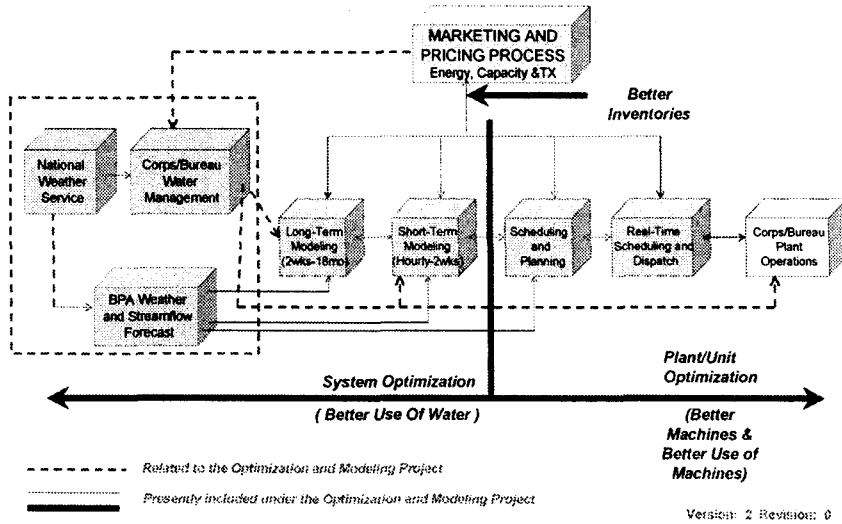 MARKETING AND
PRICING PROCESS
Energy, Capacity &TX
Better
Inventories
National
Weather
Service
Corps/Bureau
Water
Management
Long-Term
Modeling
(2wks-18mo)
Short-Term
Modeling
(Hourly-2wks)
Scheduling
and
Planning
Real-Time
Scheduling and
Dispatch
Corps/Bureau
Plant
Operations
BPA Weather
and Streamflow
Forecast
System Optimization
( Better Use Of Water )
Plant/Unit
Optimization
(Better
Machines &
Better Use of
Machines)
Related to the Optimization and Modeling Project
Presently included under the Optimization and Modeling Project
Version: 2 Revision: 0